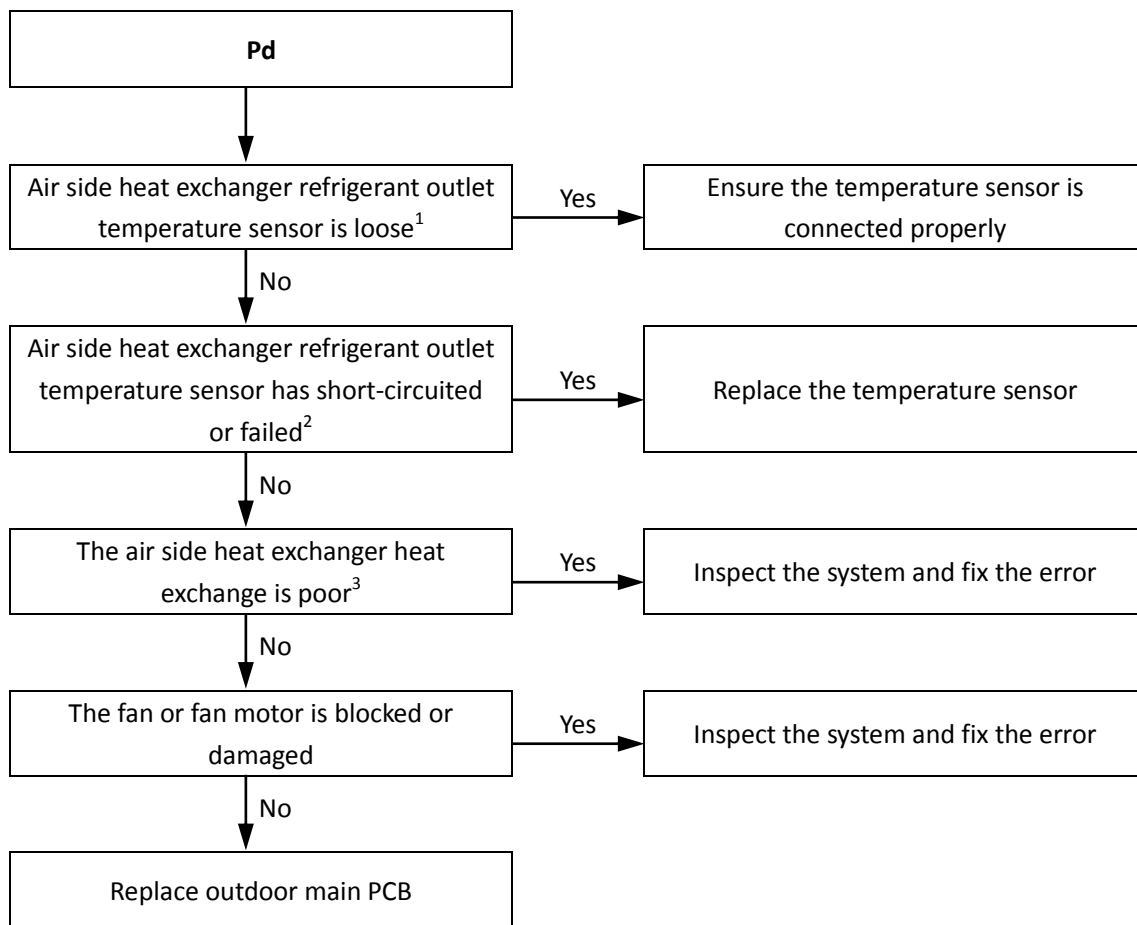 Pd
Air side heat exchanger refrigerant outlet
temperature sensor is loose¹
Yes
Ensure the temperature sensor is
connected properly
No
Air side heat exchanger refrigerant outlet
temperature sensor has short-circuited
or failed²
Yes
Replace the temperature sensor
No
The air side heat exchanger heat
exchange is poor³
Yes
Inspect the system and fix the error
No
The fan or fan motor is blocked or
damaged
Yes
Inspect the system and fix the error
No
Replace outdoor main PCB